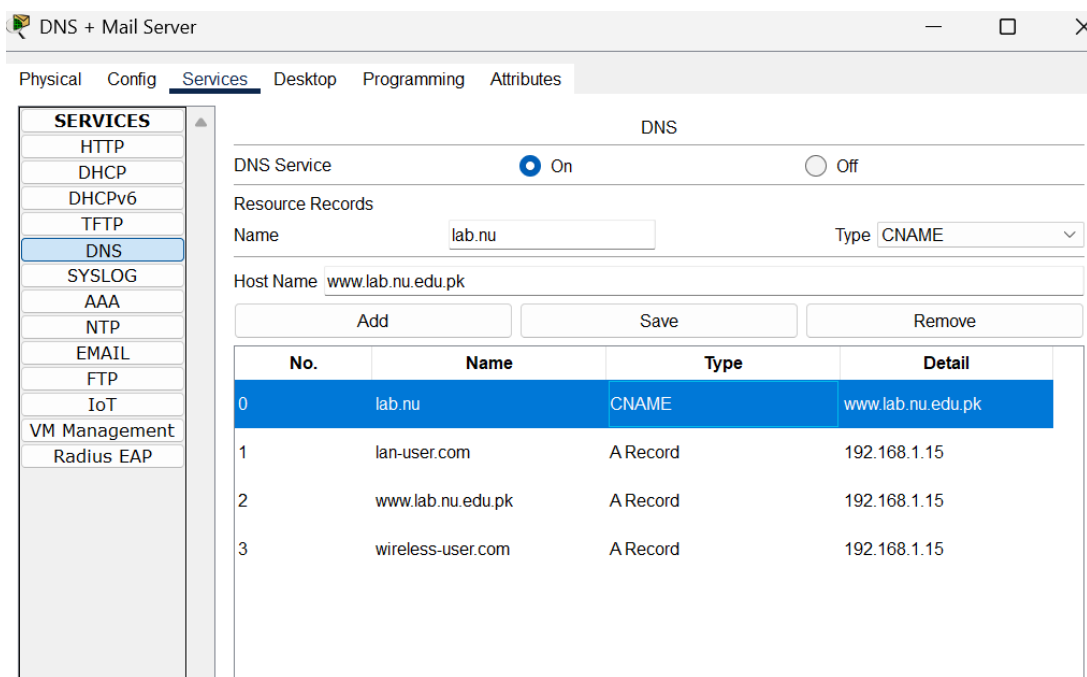 DNS + Mail Server
Physical Config Services Desktop Programming Attributes
SERVICES
HTTP
DHCP
DHCPv6
TFTP
DNS
SYSLOG
AAA
NTP
EMAIL
FTP
IoT
VM Management
Radius EAP
DNS
DNS Service On Off
Resource Records
Name lab.nu Type CNAME
Host Name www.lab.nu.edu.pk
Add Save Remove
No. Name Type Detail
0 lab.nu CNAME www.lab.nu.edu.pk
1 lan-user.com A Record 192.168.1.15
2 www.lab.nu.edu.pk A Record 192.168.1.15
3 wireless-user.com A Record 192.168.1.15